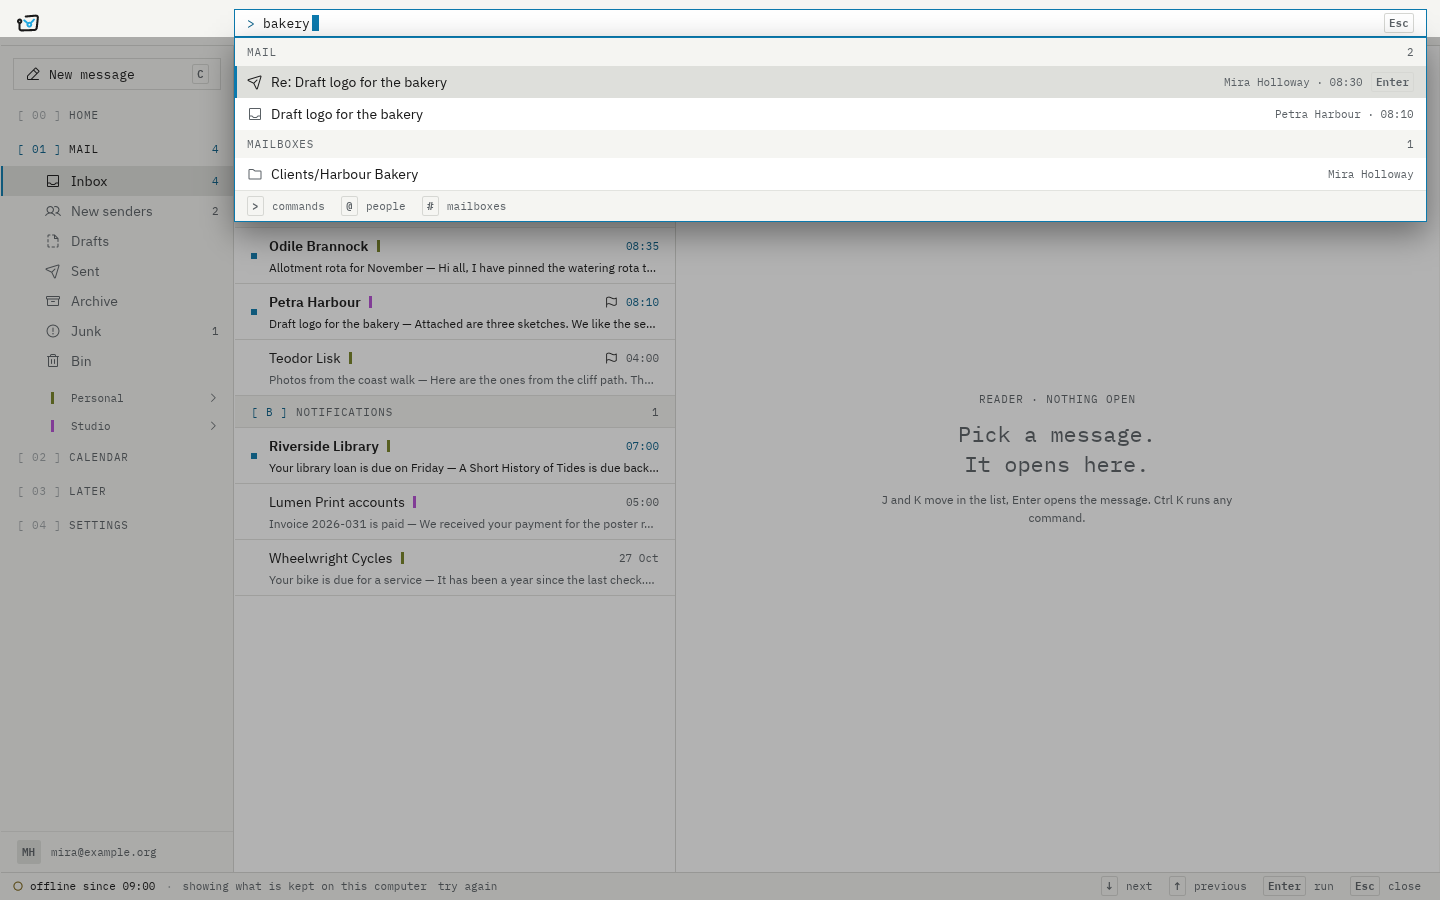 > bakery Esc
MAIL 2
Re: Draft logo for the bakery Mira Holloway · 08:30 Enter
Draft logo for the bakery Petra Harbour · 08:10
MAILBOXES 1
Clients/Harbour Bakery Mira Holloway
> commands @ people # mailboxes
New message C
[ 00 ] HOME
[ 01 ] MAIL 4
Inbox 4
New senders 2
Drafts
Sent
Archive
Junk 1
Bin
Personal
Studio
[ 02 ] CALENDAR
[ 03 ] LATER
[ 04 ] SETTINGS
MH mira@example.org
Odile Brannock 08:35
Allotment rota for November — Hi all, I have pinned the watering rota t…
Petra Harbour 08:10
Draft logo for the bakery — Attached are three sketches. We like the se…
Teodor Lisk 04:00
Photos from the coast walk — Here are the ones from the cliff path. Th…
[ B ] NOTIFICATIONS 1
Riverside Library 07:00
Your library loan is due on Friday — A Short History of Tides is due back…
Lumen Print accounts 05:00
Invoice 2026-031 is paid — We received your payment for the poster r…
Wheelwright Cycles 27 Oct
Your bike is due for a service — It has been a year since the last check.…
READER · NOTHING OPEN
Pick a message.
It opens here.
J and K move in the list, Enter opens the message. Ctrl K runs any
command.
offline since 09:00 · showing what is kept on this computer try again
↓ next ↑ previous Enter run Esc close